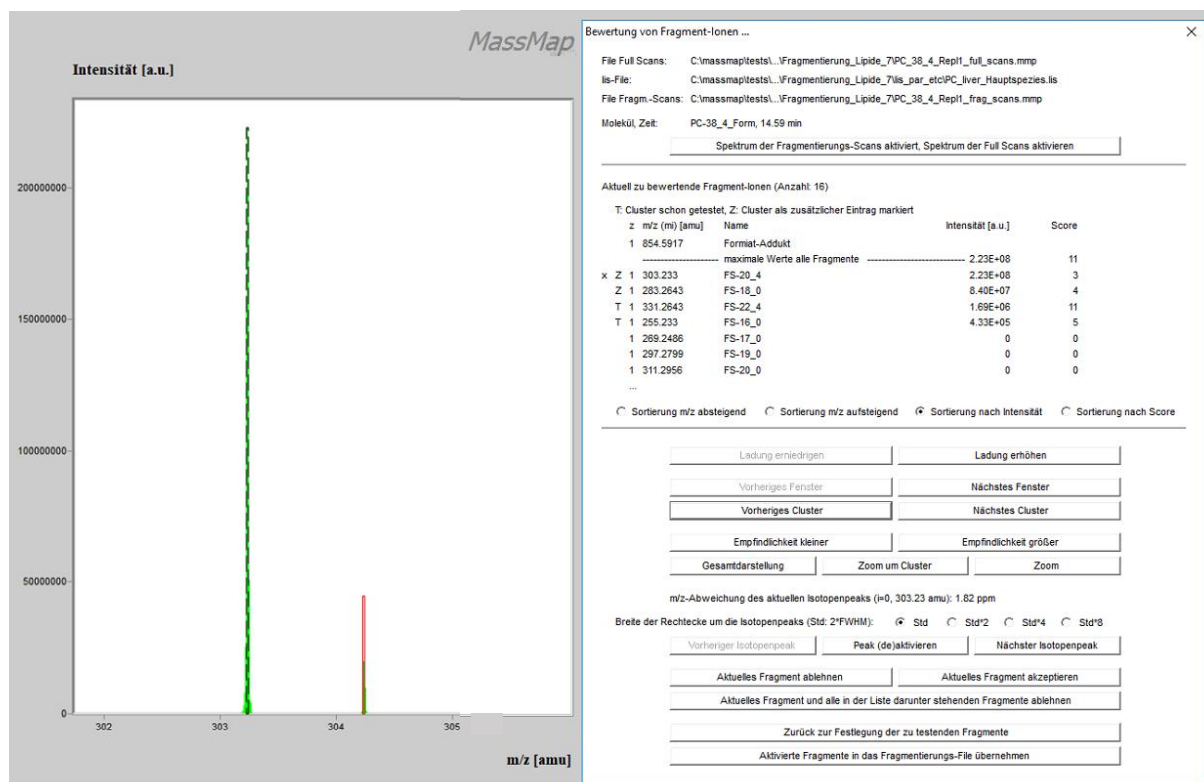 MassMap
Intensität [a.u.]
200000000
150000000
100000000
50000000
0
302 303 304 305
m/z [amu]
Bewertung von Fragment-Ionen ...
File Full Scans: C:\massmap\tests\...\Fragmentierung_Lipide_7\PC_38_4_Repl1_full_scans.mmp
lis-File: C:\massmap\tests\...\Fragmentierung_Lipide_7\lis_par_etc\PC_liver_Hauptspezies.lis
File Fragm.-Scans: C:\massmap\tests\...\Fragmentierung_Lipide_7\PC_38_4_Repl1_frag_scans.mmp
Molekül, Zeit: PC-38_4_Form, 14.59 min
Spektrum der Fragmentierungs-Scans aktiviert, Spektrum der Full Scans aktivieren
Aktuell zu bewertende Fragment-Ionen (Anzahl: 16)
T: Cluster schon getestet, Z: Cluster als zusätzlicher Eintrag markiert
z m/z (mi) [amu] Name Intensität [a.u.] Score
1 854.5917 Formiat-Addukt
--------------------- maximale Werte alle Fragmente --------------------------- 2.23E+08 11
x Z 1 303.233 FS-20_4 2.23E+08 3
Z 1 283.2643 FS-18_0 8.40E+07 4
T 1 331.2643 FS-22_4 1.69E+06 11
T 1 255.233 FS-16_0 4.33E+05 5
1 269.2486 FS-17_0 0 0
1 297.2799 FS-19_0 0 0
1 311.2956 FS-20_0 0 0
...
Sortierung m/z absteigend Sortierung m/z aufsteigend Sortierung nach Intensität Sortierung nach Score
Ladung erniedrigen Ladung erhöhen
Vorheriges Fenster Nächstes Fenster
Vorheriges Cluster Nächstes Cluster
Empfindlichkeit kleiner Empfindlichkeit größer
Gesamtdarstellung Zoom um Cluster Zoom
m/z-Abweichung des aktuellen Isotopenpeaks (i=0, 303.23 amu): 1.82 ppm
Breite der Rechtecke um die Isotopenpeaks (Std: 2*FWHM): Std Std*2 Std*4 Std*8
Vorheriger Isotopenpeak Peak (de)aktivieren Nächster Isotopenpeak
Aktuelles Fragment ablehnen Aktuelles Fragment akzeptieren
Aktuelles Fragment und alle in der Liste darunter stehenden Fragmente ablehnen
Zurück zur Festlegung der zu testenden Fragmente
Aktivierte Fragmente in das Fragmentierungs-File übernehmen